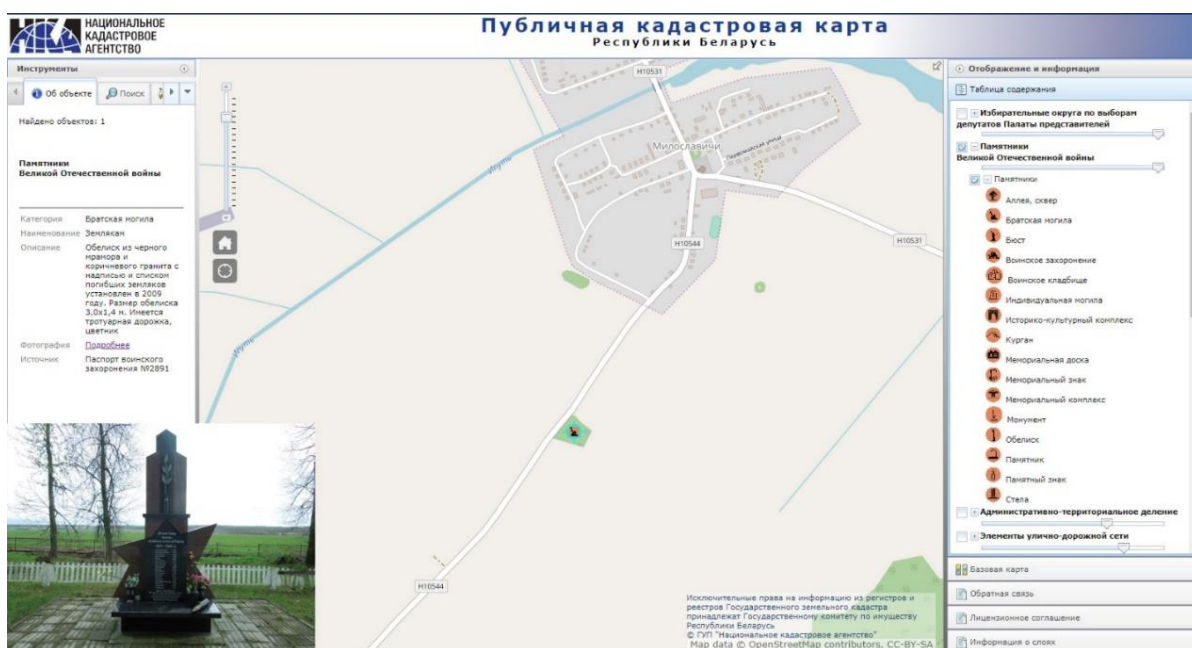 НАЦИОНАЛЬНОЕ
КАДАСТРОВОЕ
АГЕНТСТВО
Публичная кадастровая карта
Республики Беларусь
Инструменты
Об объекте
Поиск
Найдено объектов: 1
Памятники
Великой Отечественной войны
Категория Братская могила
Наименование Землякам
Описание Обелиск из черного
мрамора и
коричневого гранита с
надписью и списком
погибших земляков
установлен в 2009
году. Размер обелиска
3,0х1,4 м. Имеется
тротуарная дорожка,
цветник
Фотография Подробнее
Источник Паспорт воинского
захоронения №2891
H10531
Милославичи
Первомайская улица
Ипуть
H10544
H10531
Ипуть
H10544
Исключительные права на информацию из регистров и
реестров Государственного земельного кадастра
принадлежат Государственному комитету по имуществу
Республики Беларусь
© ГУП "Национальное кадастровое агентство"
Map data © OpenStreetMap contributors, CC-BY-SA
Отображение и информация
Таблица содержания
Избирательные округа по выборам
депутатов Палаты представителей
Памятники
Великой Отечественной войны
Памятники
Аллея, сквер
Братская могила
Бюст
Воинское захоронение
Воинское кладбище
Индивидуальная могила
Историко-культурный комплекс
Курган
Мемориальная доска
Мемориальный знак
Мемориальный комплекс
Монумент
Обелиск
Памятник
Памятный знак
Стела
Административно-территориальное деление
Элементы улично-дорожной сети
Базовая карта
Обратная связь
Лицензионное соглашение
Информация о слоях